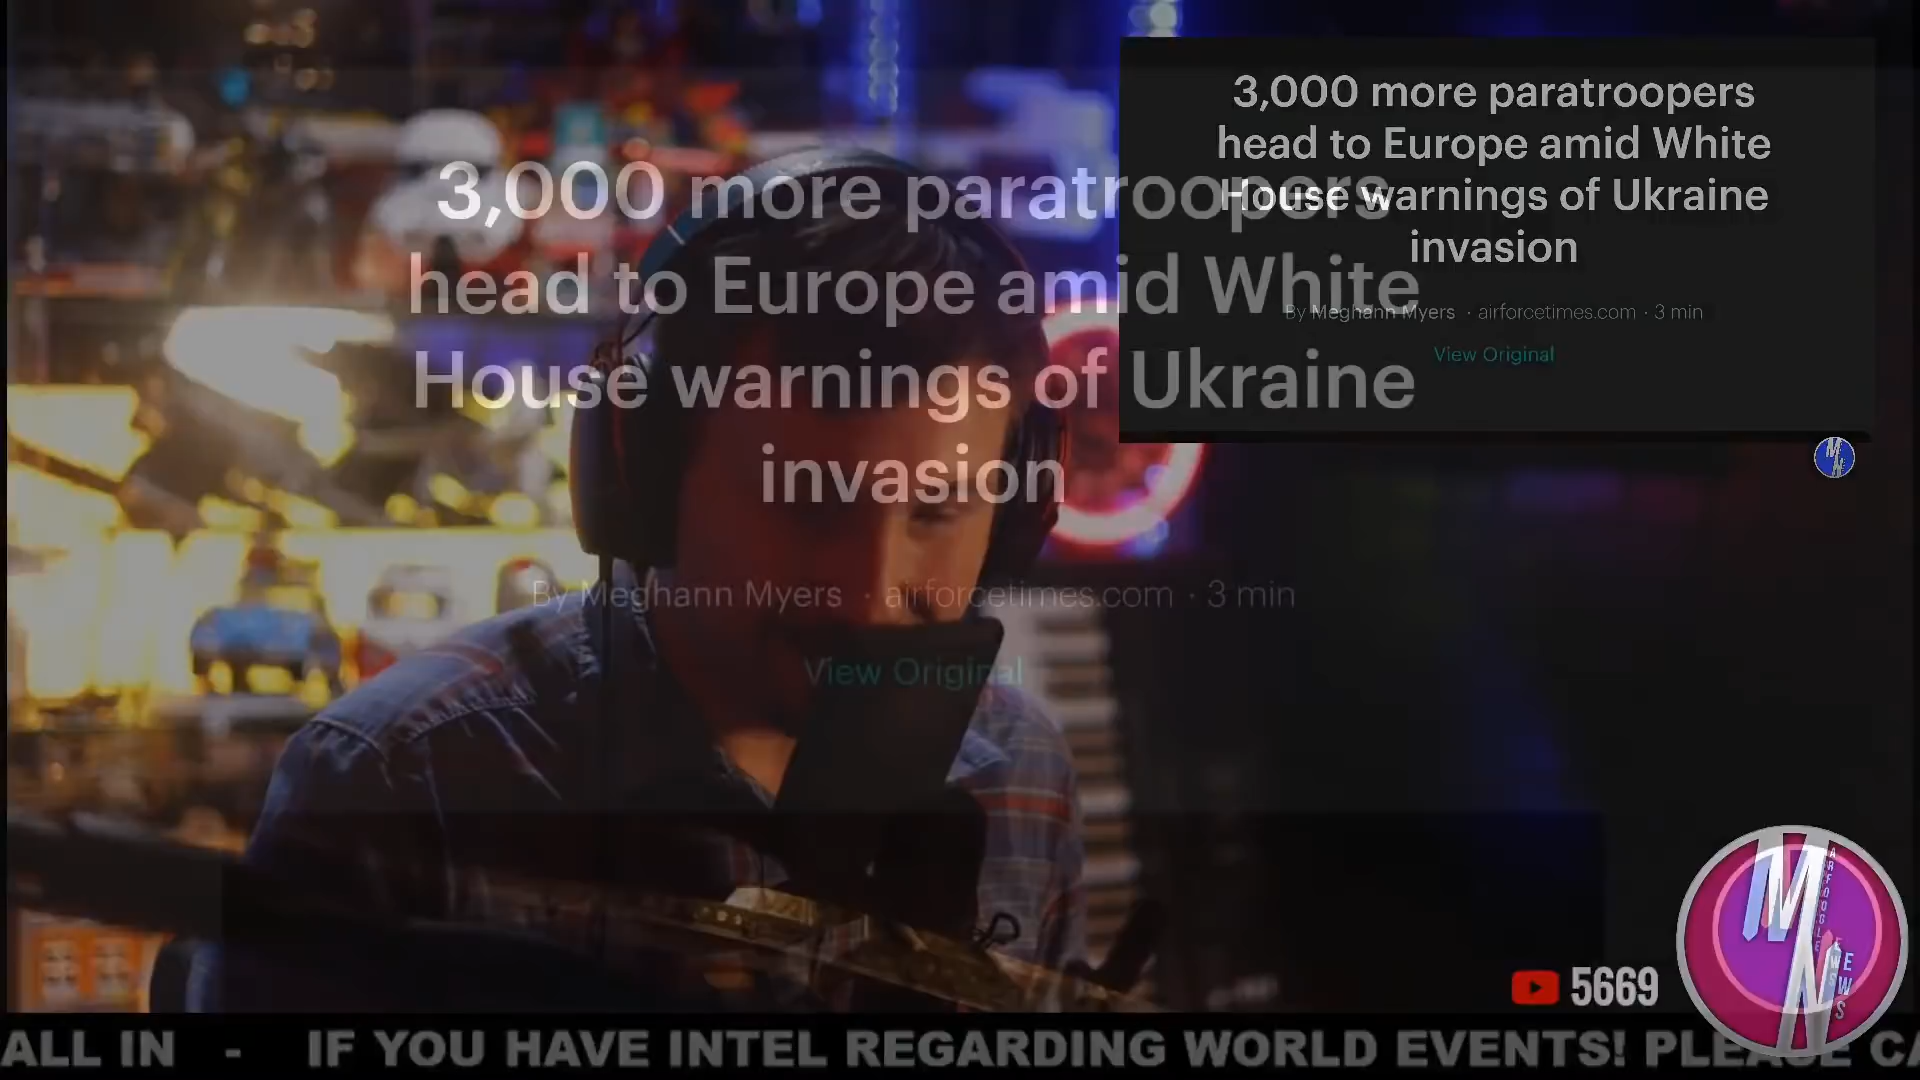 3,000 more paratroopers
head to Europe amid White
House warnings of Ukraine
invasion
By Meghann Myers · airforcetimes.com · 3 min
View Original
3,000 more paratroopers
head to Europe amid White
House warnings of Ukraine
invasion
By Meghann Myers · airforcetimes.com · 3 min
View Original
MN
MN
NEWS
5669
ALL IN - IF YOU HAVE INTEL REGARDING WORLD EVENTS! PLEASE CA